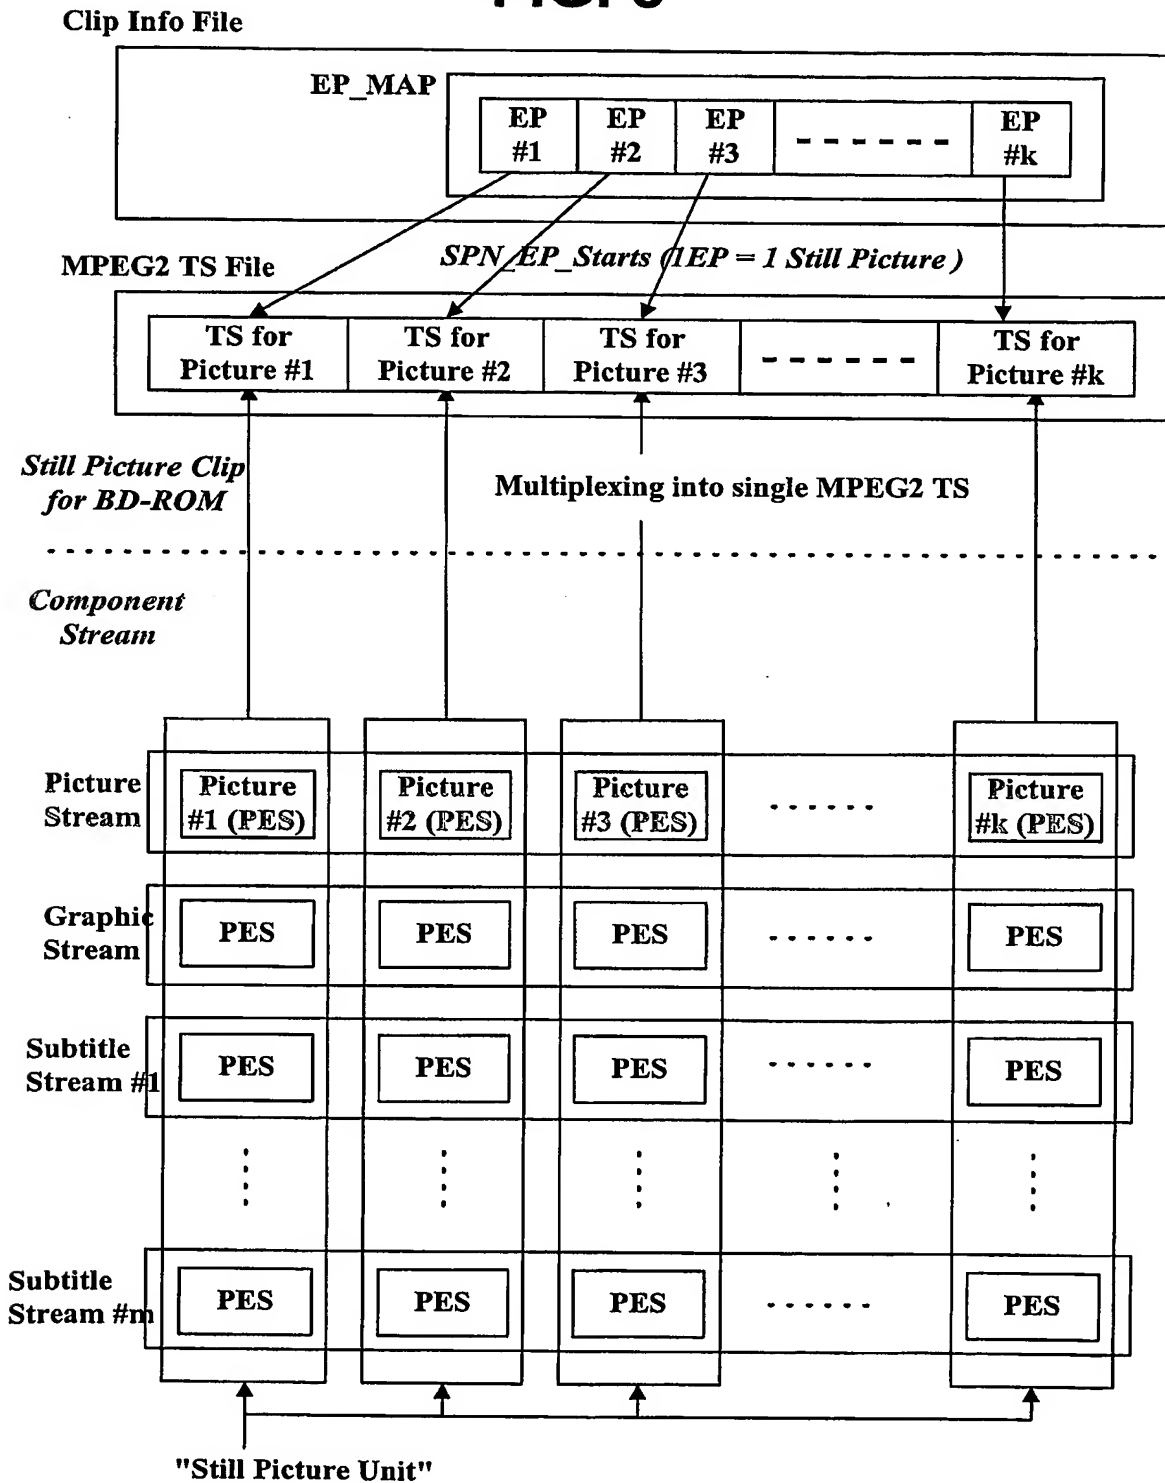 Clip Info File
EP_MAP
EP #1
EP #2
EP #3
EP #k
SPN_EP_Starts (1EP = 1 Still Picture )
MPEG2 TS File
TS for Picture #1
TS for Picture #2
TS for Picture #3
TS for Picture #k
Still Picture Clip
for BD-ROM
Multiplexing into single MPEG2 TS
Component
Stream
Picture
Stream
Picture #1 (PES)
Picture #2 (PES)
Picture #3 (PES)
Picture #k (PES)
Graphic
Stream
PES
PES
PES
PES
Subtitle
Stream #1
PES
PES
PES
PES
Subtitle
Stream #m
PES
PES
PES
PES
"Still Picture Unit"